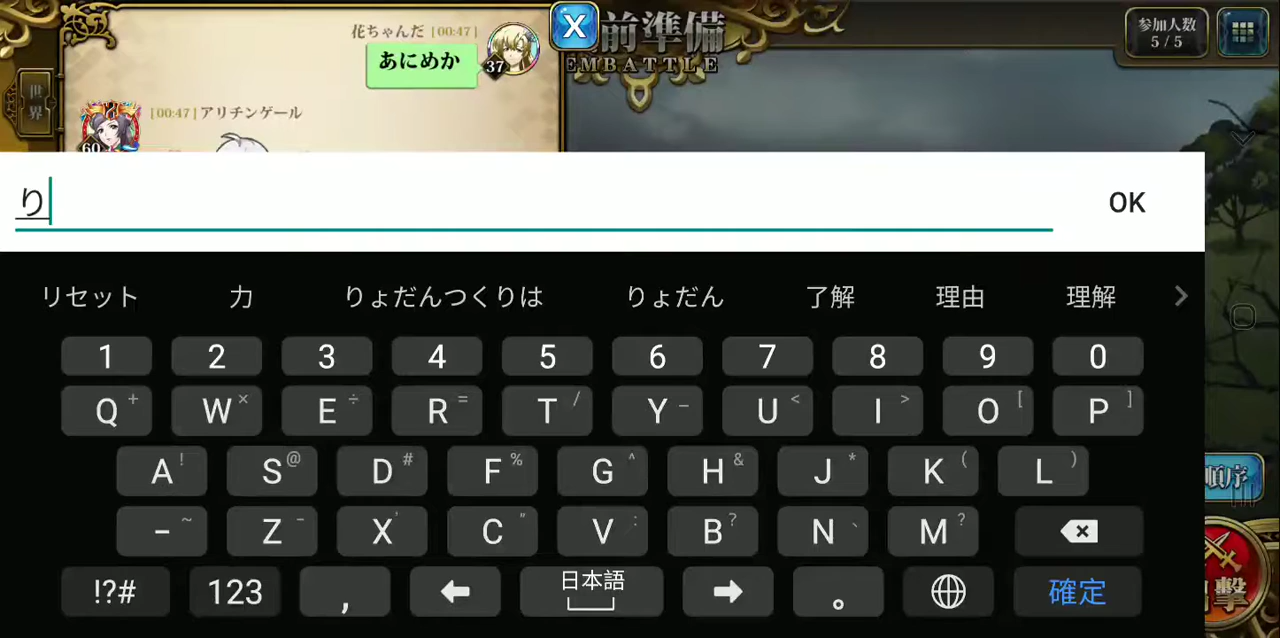 花ちゃんだ [00:47]
あにめか
37
X
前準備
EMBATTLE
参加人数
5 / 5
世界
[00:47] アリチンゲール
60
り
OK
リセット 力 りょだんつくりは りょだん 了解 理由 理解
1 2 3 4 5 6 7 8 9 0
Q + W × E ÷ R = T / Y − U < I > O [ P ]
A ! S @ D # F % G ^ H & J * K ( L )
− ~ Z ¯ X ' C " V : B ? N ` M ?
!?# 123 , 日本語 。 確定
順序
撃